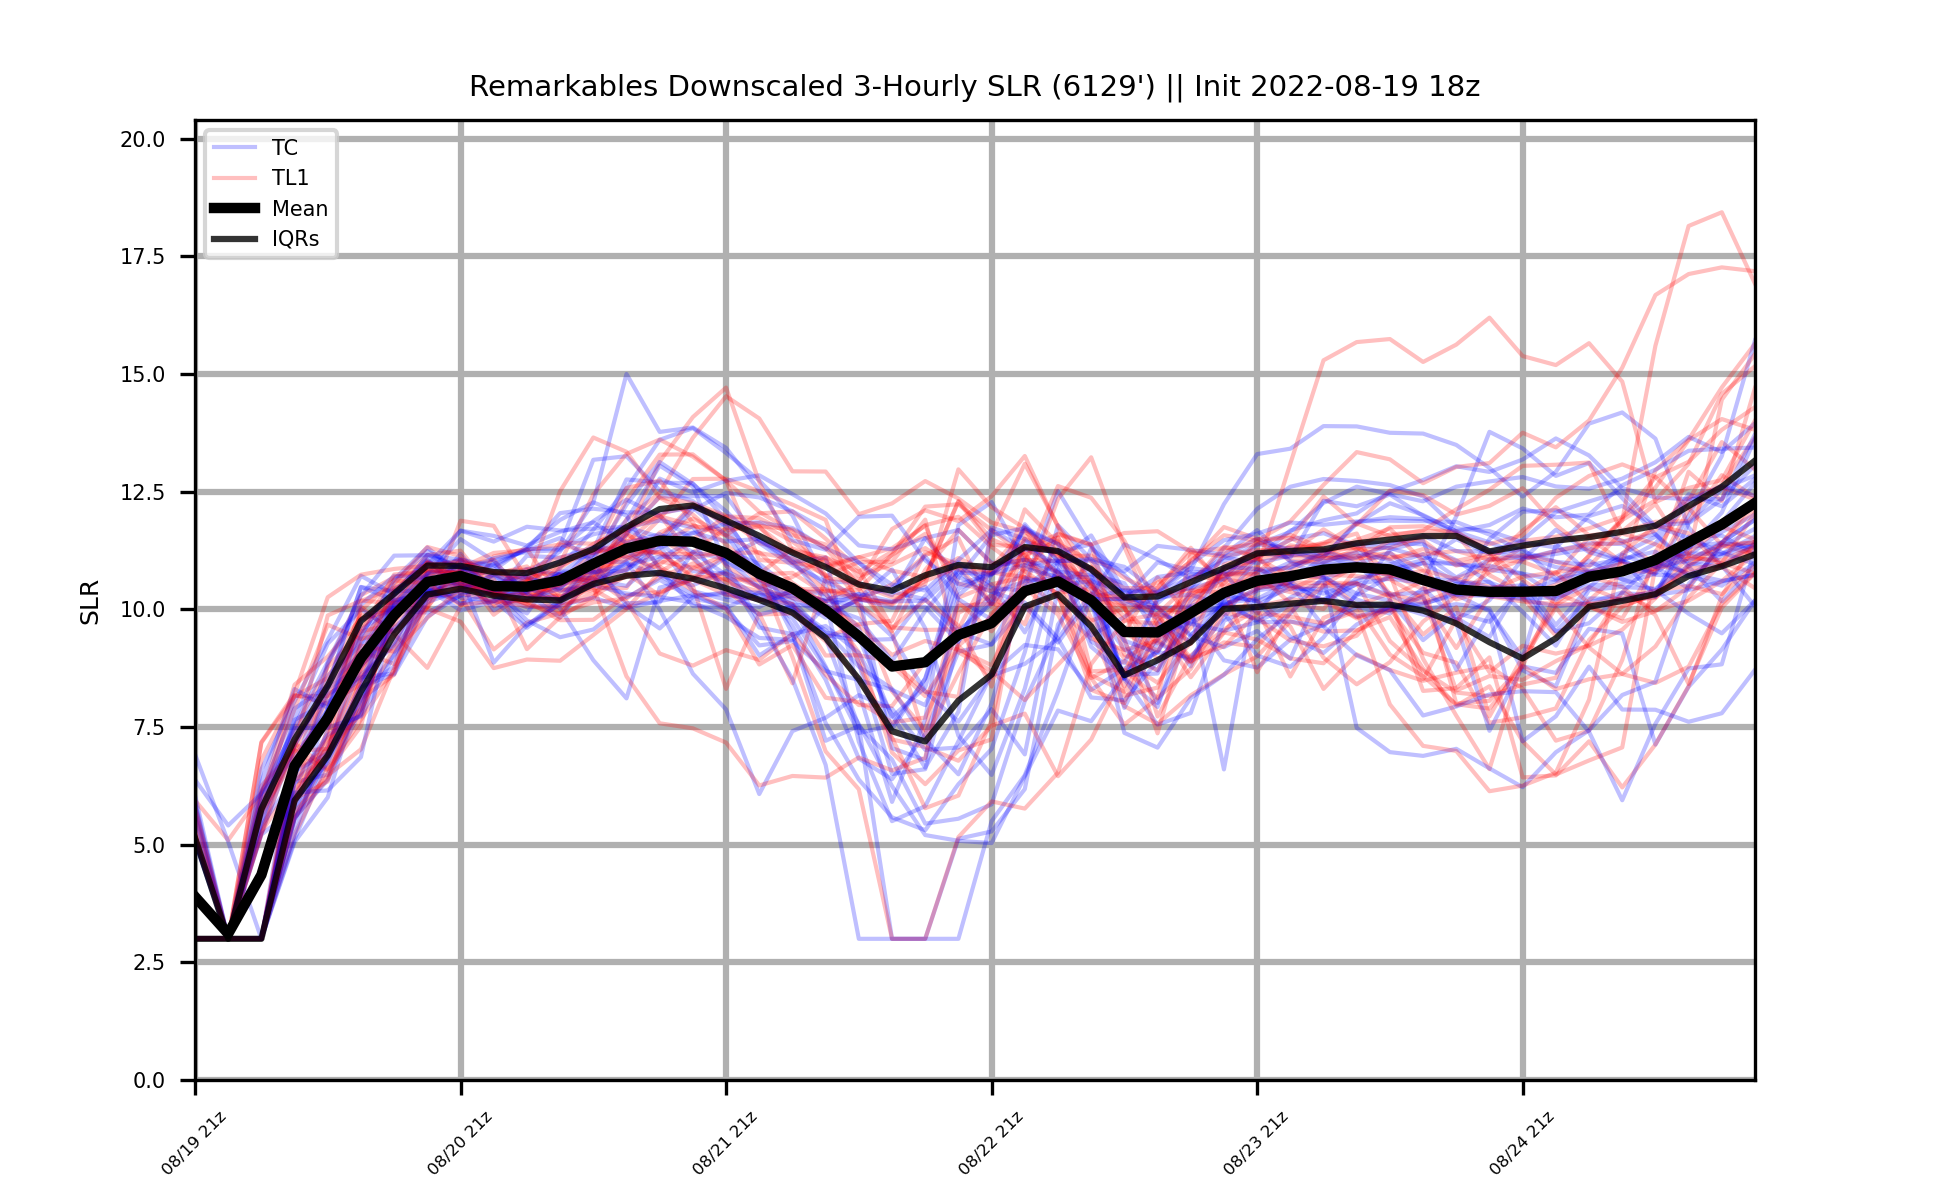 Remarkables Downscaled 3-Hourly SLR (6129') || Init 2022-08-19 18z
TC
TL1
Mean
IQRs
SLR
20.0
17.5
15.0
12.5
10.0
7.5
5.0
2.5
0.0
08/19 21z
08/20 21z
08/21 21z
08/22 21z
08/23 21z
08/24 21z